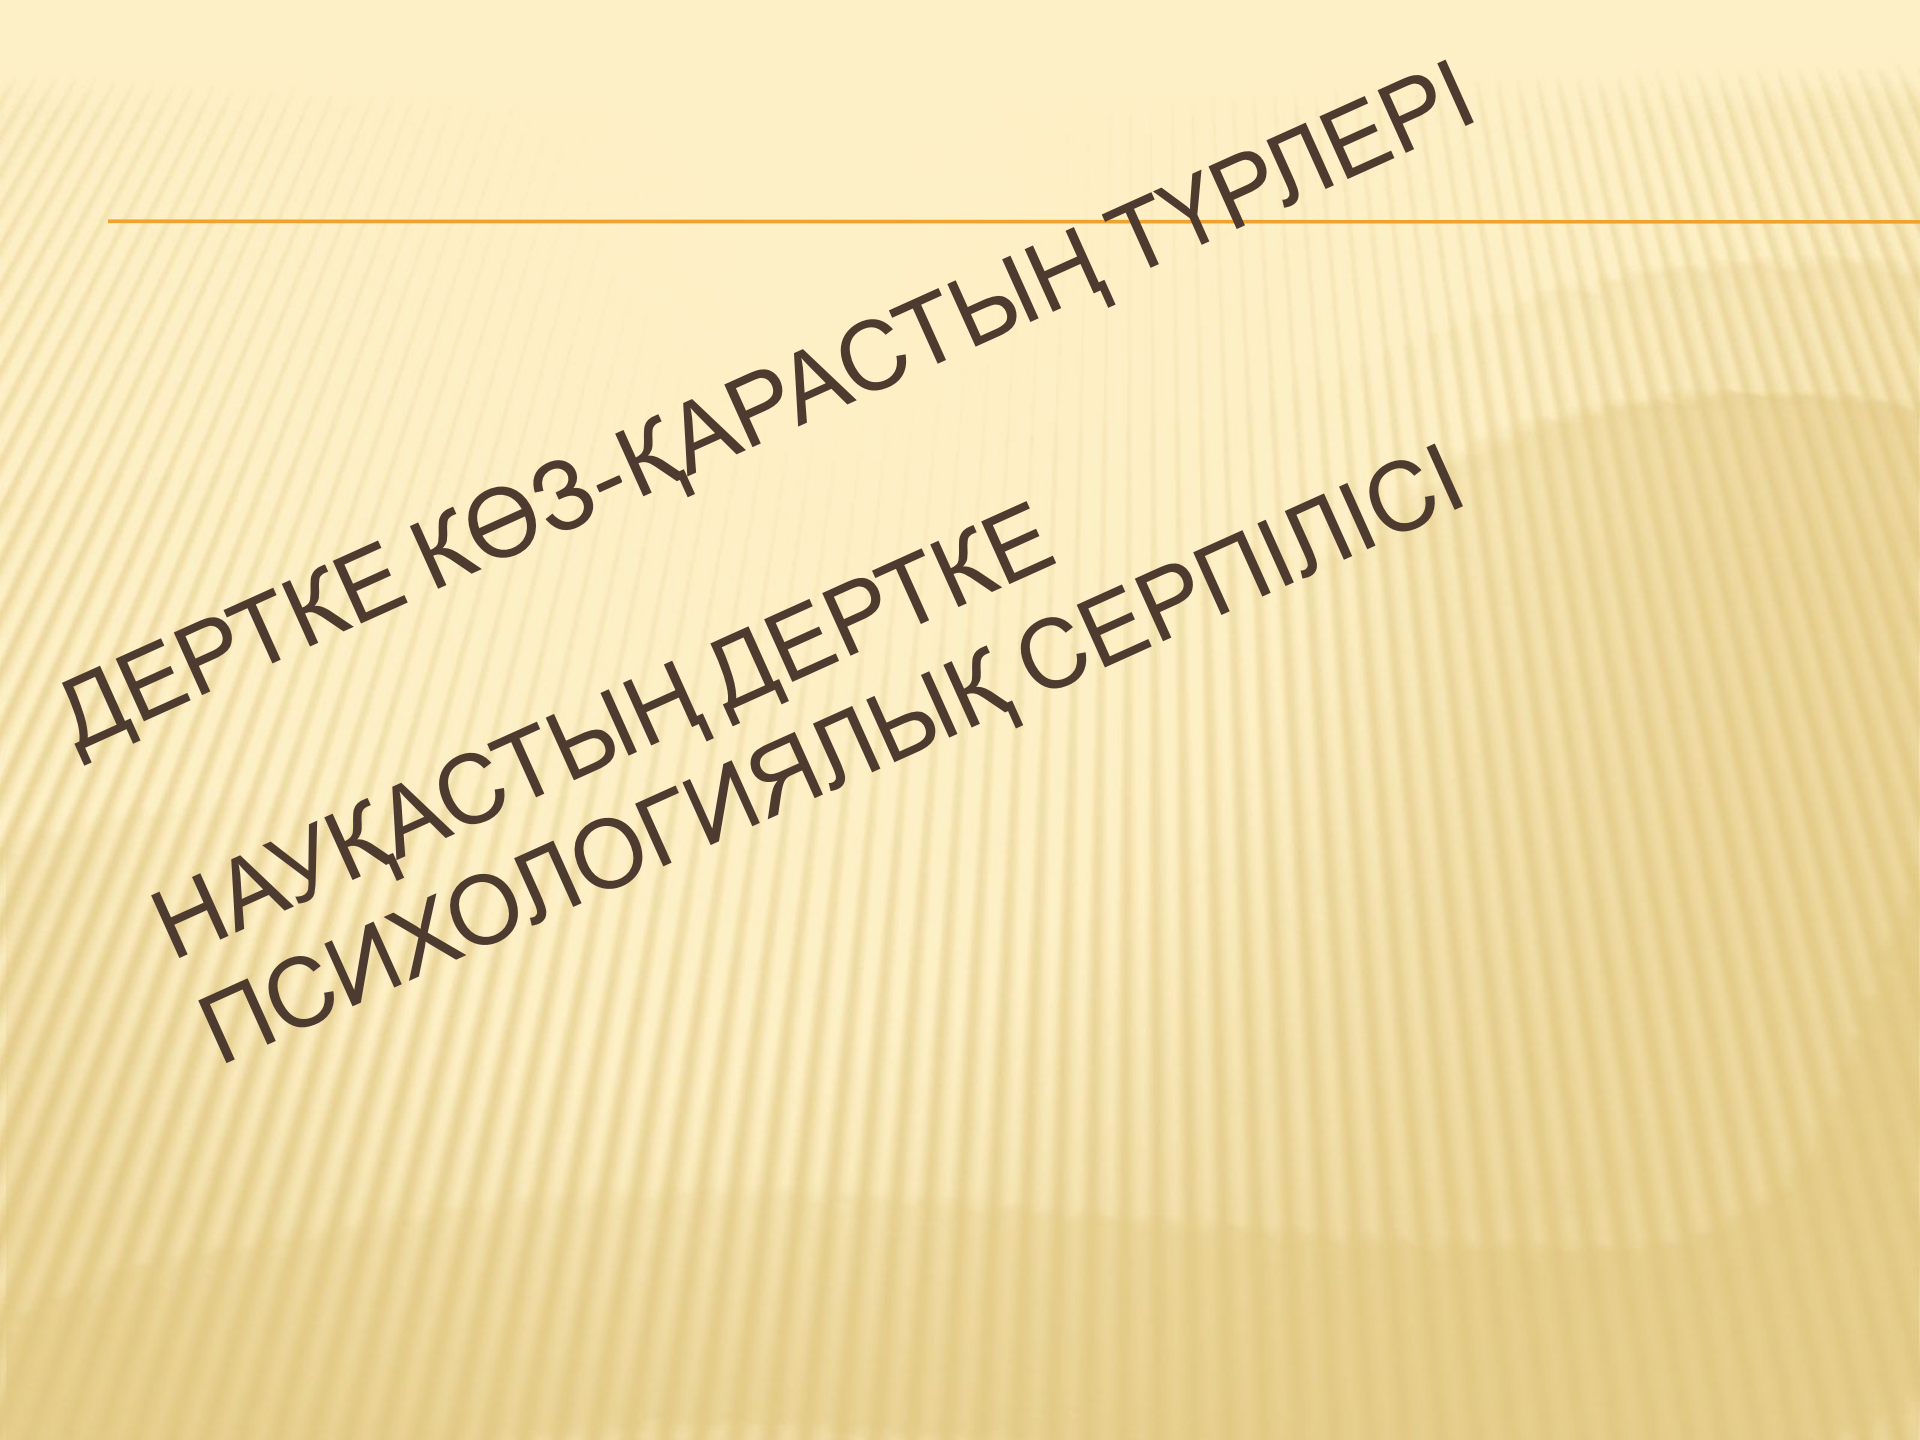 ДЕРТКЕ КӨЗ-ҚАРАСТЫҢ ТҮРЛЕРІ
НАУҚАСТЫҢ ДЕРТКЕ
ПСИХОЛОГИЯЛЫҚ СЕРПІЛІСІ